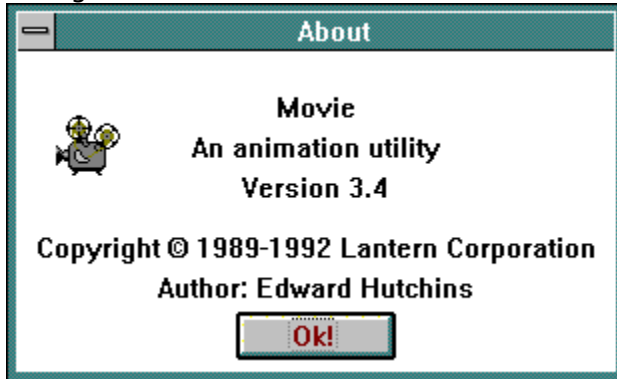 About
Movie
An animation utility
Version 3.4
Copyright © 1989-1992 Lantern Corporation
Author: Edward Hutchins
Ok!